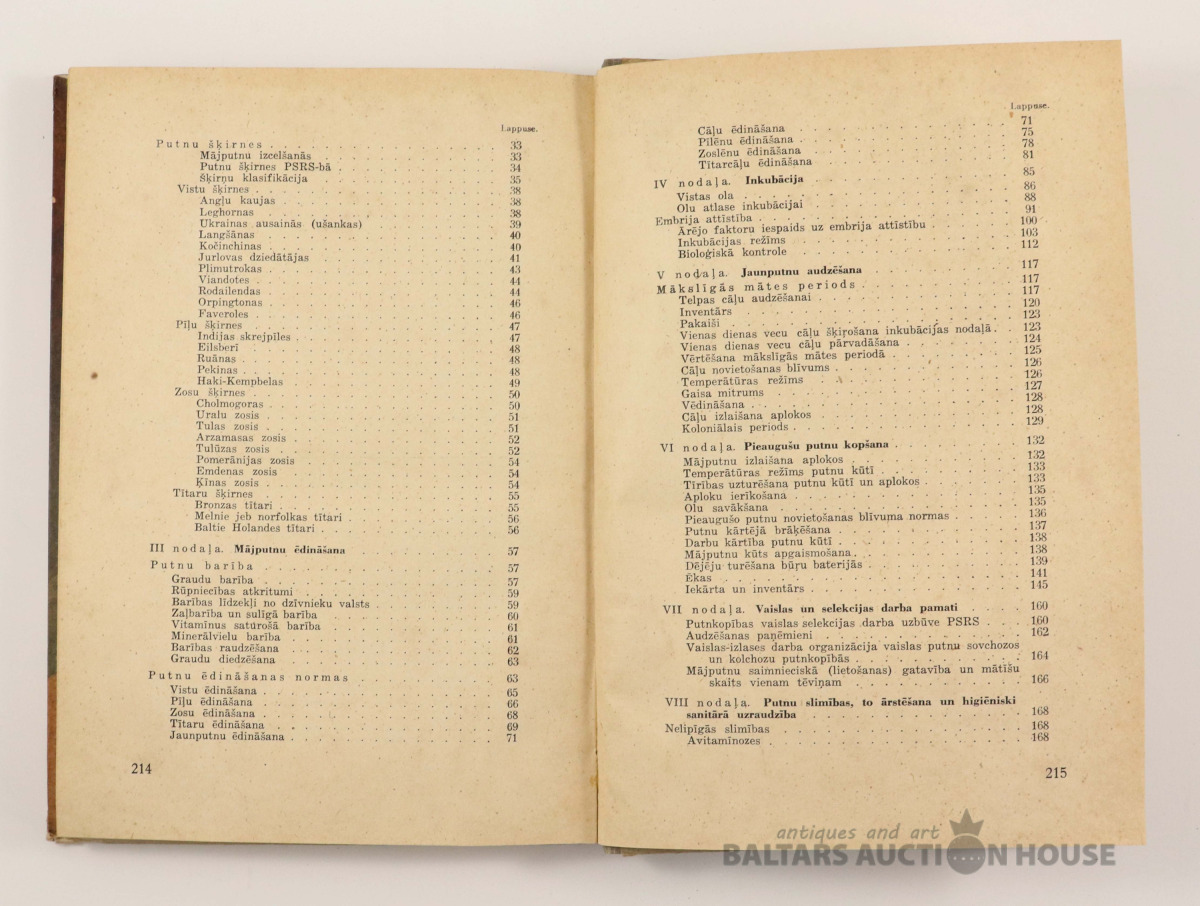 Lappuse.
Putnu šķirnes . . . 33
Mājputnu izcelšanās . . . 33
Putnu šķirnes PSRS-bā . . . 34
Šķirņu klasifikācija . . . 35
Vistu šķirnes . . . 38
Angļu kaujas . . . 38
Leghornas . . . 38
Ukrainas ausainās (ušankas) . . . 39
Langšānas . . . 40
Kočinchinas . . . 40
Jurlovas dziedātājas . . . 41
Plimutrokas . . . 43
Viandotes . . . 44
Rodailendas . . . 44
Orpingtonas . . . 46
Faveroles . . . 46
Pīļu šķirnes . . . 47
Indijas skrejpīles . . . 47
Eilsberī . . . 48
Ruānas . . . 48
Pekinas . . . 48
Haki-Kempbelas . . . 49
Zosu šķirnes . . . 50
Cholmogoras . . . 50
Uralu zosis . . . 51
Tulas zosis . . . 51
Arzamasas zosis . . . 52
Tulūzas zosis . . . 52
Pomerānijas zosis . . . 54
Emdenas zosis . . . 54
Ķīnas zosis . . . 54
Tītaru šķirnes . . . 55
Bronzas tītari . . . 55
Melnie jeb norfolkas tītari . . . 56
Baltie Holandes tītari . . . 56
III nodaļa. Mājputnu ēdināšana . . . 57
Putnu barība . . . 57
Graudu barība . . . 57
Rūpniecības atkritumi . . . 59
Barības līdzekļi no dzīvnieku valsts . . . 59
Zaļbarība un sulīgā barība . . . 60
Vitamīnus saturošā barība . . . 61
Minerālvielu barība . . . 61
Barības raudzēšana . . . 62
Graudu diedzēšana . . . 63
Putnu ēdināšanas normas . . . 63
Vistu ēdināšana . . . 65
Pīļu ēdināšana . . . 66
Zosu ēdināšana . . . 68
Tītaru ēdināšana . . . 69
Jaunputnu ēdināšana . . . 71
214
Lappuse.
Cāļu ēdināšana . . . 71
Pīlēnu ēdināšana . . . 75
Zoslēnu ēdināšana . . . 78
Tītarcāļu ēdināšana . . . 81
IV nodaļa. Inkubācija . . . 85
Vistas ola . . . 86
Olu atlase inkubācijai . . . 88
Embrija attīstība . . . 91
Ārējo faktoru iespaids uz embrija attīstību . . . 100
Inkubācijas režīms . . . 103
Bioloģiskā kontrole . . . 112
V nodaļa. Jaunputnu audzēšana . . . 117
Mākslīgās mātes periods . . . 117
Telpas cāļu audzēšanai . . . 117
Inventārs . . . 120
Pakaiši . . . 123
Vienas dienas vecu cāļu šķirošana inkubācijas nodaļā . . . 123
Vienas dienas vecu cāļu pārvadāšana . . . 124
Vērtēšana mākslīgās mātes periodā . . . 125
Cāļu novietošanas blīvums . . . 126
Temperātūras režīms . . . 126
Gaisa mitrums . . . 127
Vēdināšana . . . 128
Cāļu izlaišana aplokos . . . 128
Koloniālais periods . . . 129
VI nodaļa. Pieaugušu putnu kopšana . . . 132
Mājputnu izlaišana aplokos . . . 132
Temperātūras režīms putnu kūtī . . . 133
Tīrības uzturēšana putnu kūtī un aplokos . . . 133
Aploku ierīkošana . . . 135
Olu savākšana . . . 135
Pieaugušo putnu novietošanas blīvuma normas . . . 136
Putnu kārtējā brāķēšana . . . 137
Darbu kārtība putnu kūtī . . . 138
Mājputnu kūts apgaismošana . . . 138
Dējēju turēšana būru baterijās . . . 139
Ēkas . . . 141
Iekārta un inventārs . . . 145
VII nodaļa. Vaislas un selekcijas darba pamati . . . 160
Putnkopības vaislas selekcijas darba uzbūve PSRS . . . 160
Audzēšanas paņēmieni . . . 162
Vaislas-izlases darba organizācija vaislas putnu sovchozos
un kolchozu putnkopībās . . . 164
Mājputnu saimnieciskā (lietošanas) gatavība un mātīšu
skaits vienam tēviņam . . . 166
VIII nodaļa. Putnu slimības, to ārstēšana un higiēniski
sanitārā uzraudzība . . . 168
Nelipīgās slimības . . . 168
Avitamīnozes . . . 168
215
antiques and art
BALTARS AUCTION HOUSE